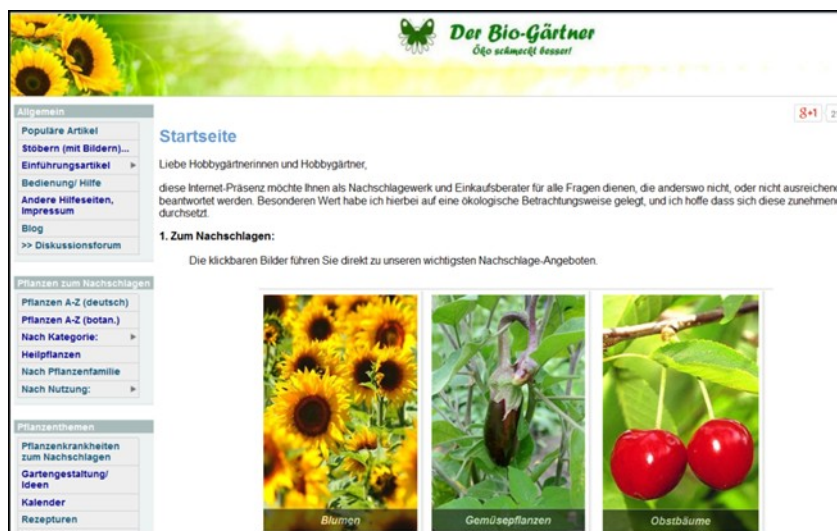 Der Bio-Gärtner
Öko schmeckt besser!
Allgemein
Populäre Artikel
Stöbern (mit Bildern)...
Einführungsartikel
Bedienung/ Hilfe
Andere Hilfeseiten,
Impressum
Blog
>> Diskussionsforum
Pflanzen zum Nachschlagen
Pflanzen A-Z (deutsch)
Pflanzen A-Z (botan.)
Nach Kategorie:
Heilpflanzen
Nach Pflanzenfamilie
Nach Nutzung:
Pflanzenthemen
Pflanzenkrankheiten
zum Nachschlagen
Gartengestaltung/
Ideen
Kalender
Rezepturen
g+1
Startseite
Liebe Hobbygärtnerinnen und Hobbygärtner,
diese Internet-Präsenz möchte Ihnen als Nachschlagewerk und Einkaufsberater für alle Fragen dienen, die anderswo nicht, oder nicht ausreichend
beantwortet werden. Besonderen Wert habe ich hierbei auf eine ökologische Betrachtungsweise gelegt, und ich hoffe dass sich diese zunehmend
durchsetzt.
1. Zum Nachschlagen:
Die klickbaren Bilder führen Sie direkt zu unseren wichtigsten Nachschlage-Angeboten.
Blumen
Gemüsepflanzen
Obstbäume